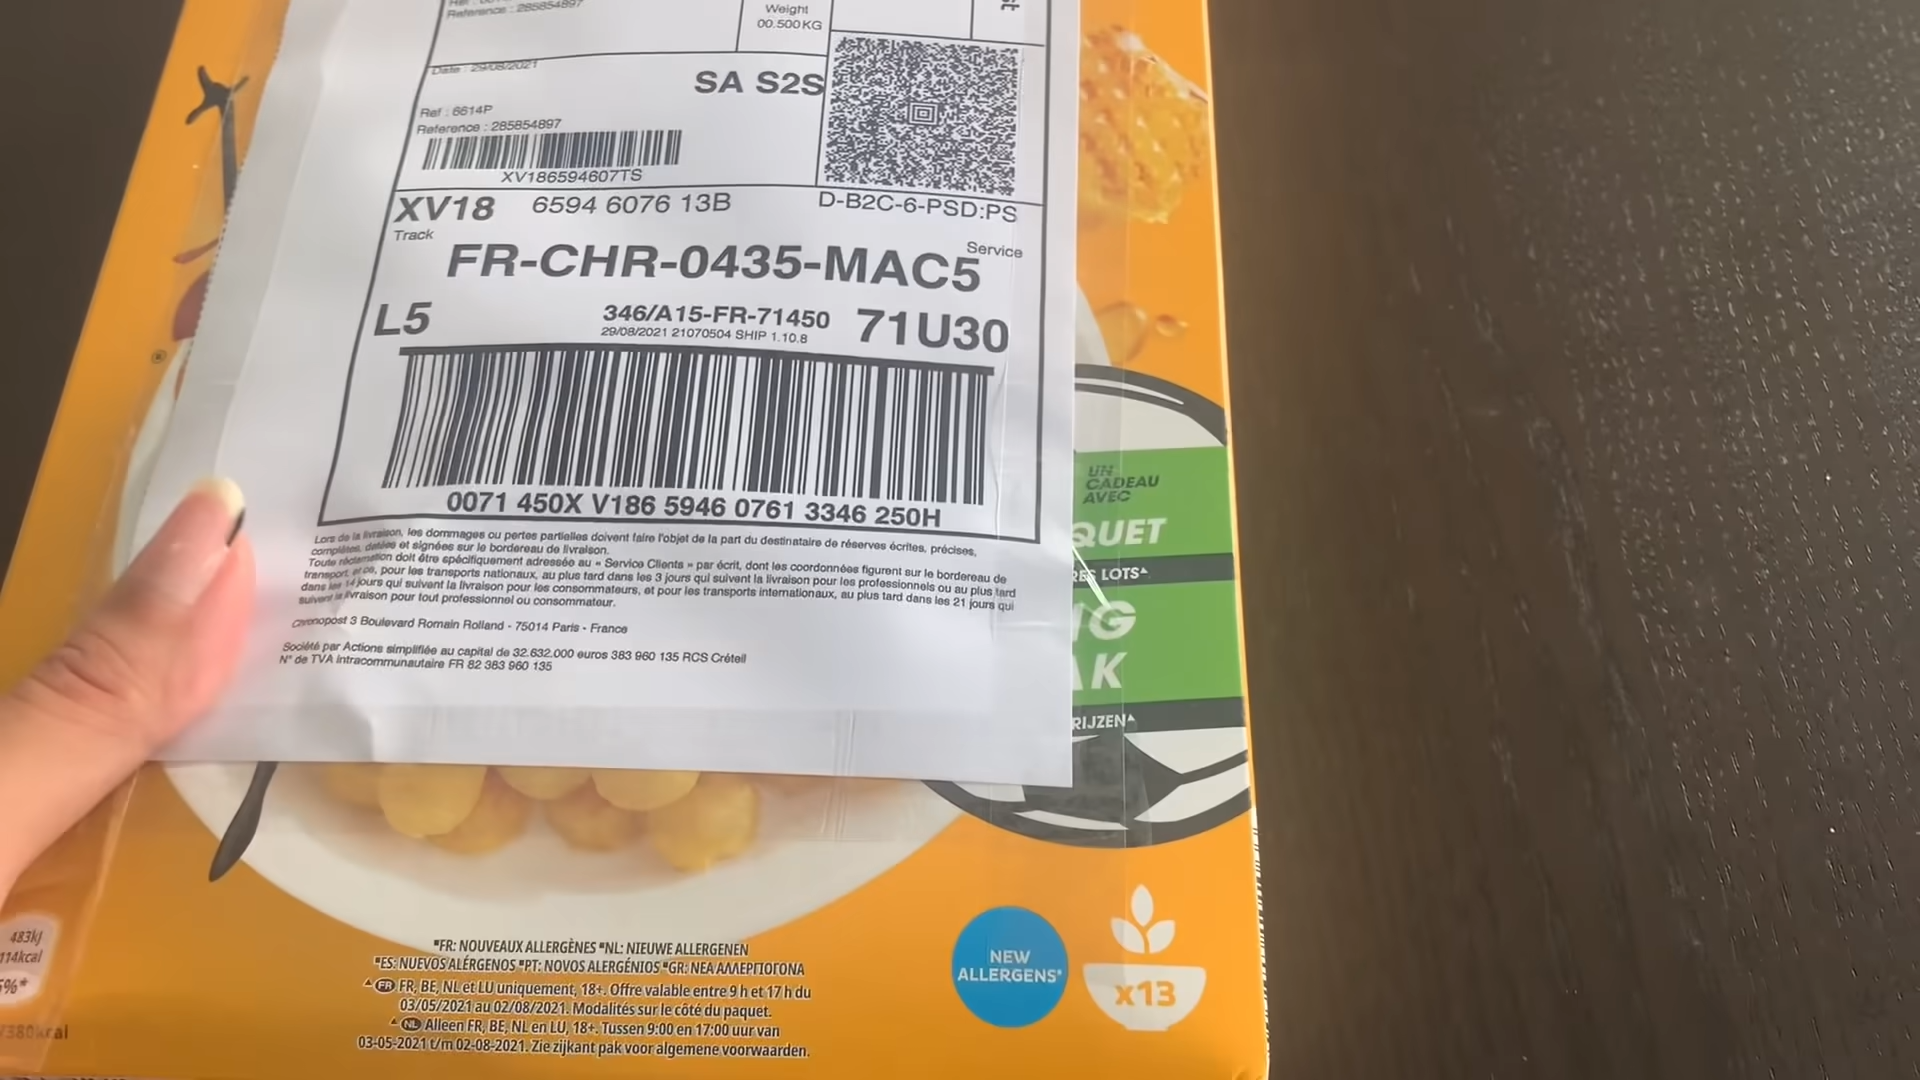 Reference : 285854897
Weight
00.500 KG
Date : 29/08/2021
SA S2S
Ref : 6614P
Reference : 285854897
XV186594607TS
XV18 6594 6076 13B
D-B2C-6-PSD:PS
Track
Service
FR-CHR-0435-MAC5
L5
346/A15-FR-71450
71U30
29/08/2021 21070504 SHIP 1.10.8
0071 450X V186 5946 0761 3346 250H
Lors de la livraison, les dommages ou pertes partielles doivent faire l'objet de la part du destinataire de réserves écrites, précises,
complètes, datées et signées sur le bordereau de livraison.
Toute réclamation doit être spécifiquement adressée au « Service Clients » par écrit, dont les coordonnées figurent sur le bordereau de
transport, et ce, pour les transports nationaux, au plus tard dans les 3 jours qui suivent la livraison pour les professionnels ou au plus tard
dans les 14 jours qui suivent la livraison pour les consommateurs, et pour les transports internationaux, au plus tard dans les 21 jours qui
suivent la livraison pour tout professionnel ou consommateur.
Chronopost 3 Boulevard Romain Rolland - 75014 Paris - France
Société par Actions simplifiée au capital de 32.632.000 euros 383 960 135 RCS Créteil
N° de TVA intracommunautaire FR 82 383 960 135
UN
CADEAU
AVEC
QUET
RES LOTS▲
G
AK
RIJZEN▲
483kJ
114kcal
%*
380kcal
*FR: NOUVEAUX ALLERGÈNES *NL: NIEUWE ALLERGENEN
*ES: NUEVOS ALÉRGENOS *PT: NOVOS ALERGÉNIOS *GR: ΝΕΑ ΑΛΛΕΡΓΙΟΓΟΝΑ
▲ FR FR, BE, NL et LU uniquement, 18+. Offre valable entre 9 h et 17 h du
03/05/2021 au 02/08/2021. Modalités sur le côté du paquet.
▲ NL Alleen FR, BE, NL en LU, 18+. Tussen 9:00 en 17:00 uur van
03-05-2021 t/m 02-08-2021. Zie zijkant pak voor algemene voorwaarden.
NEW
ALLERGENS*
x13